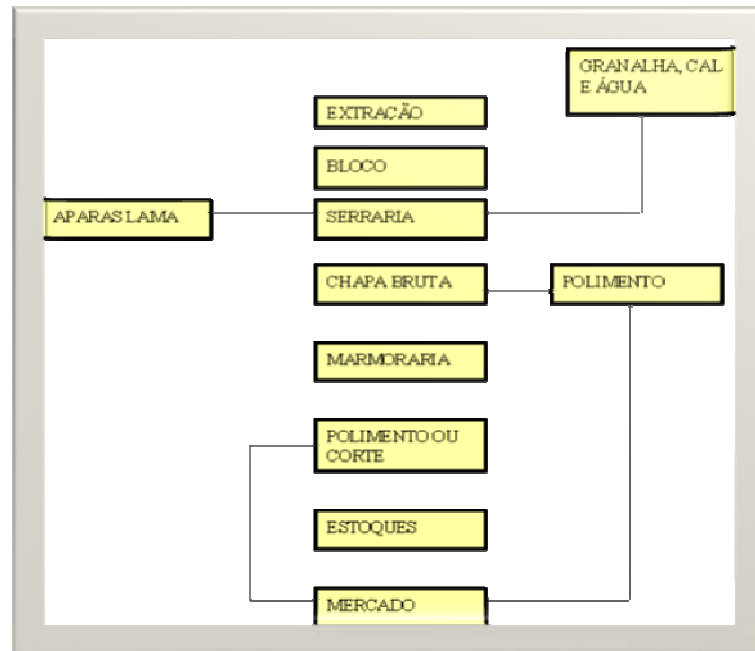 GRANALHA, CAL
E ÁGUA
EXTRAÇÃO
BLOCO
APARAS LAMA
SERRARIA
CHAPA BRUTA
POLIMENTO
MARMORARIA
POLIMENTO OU
CORTE
ESTOQUES
MERCADO